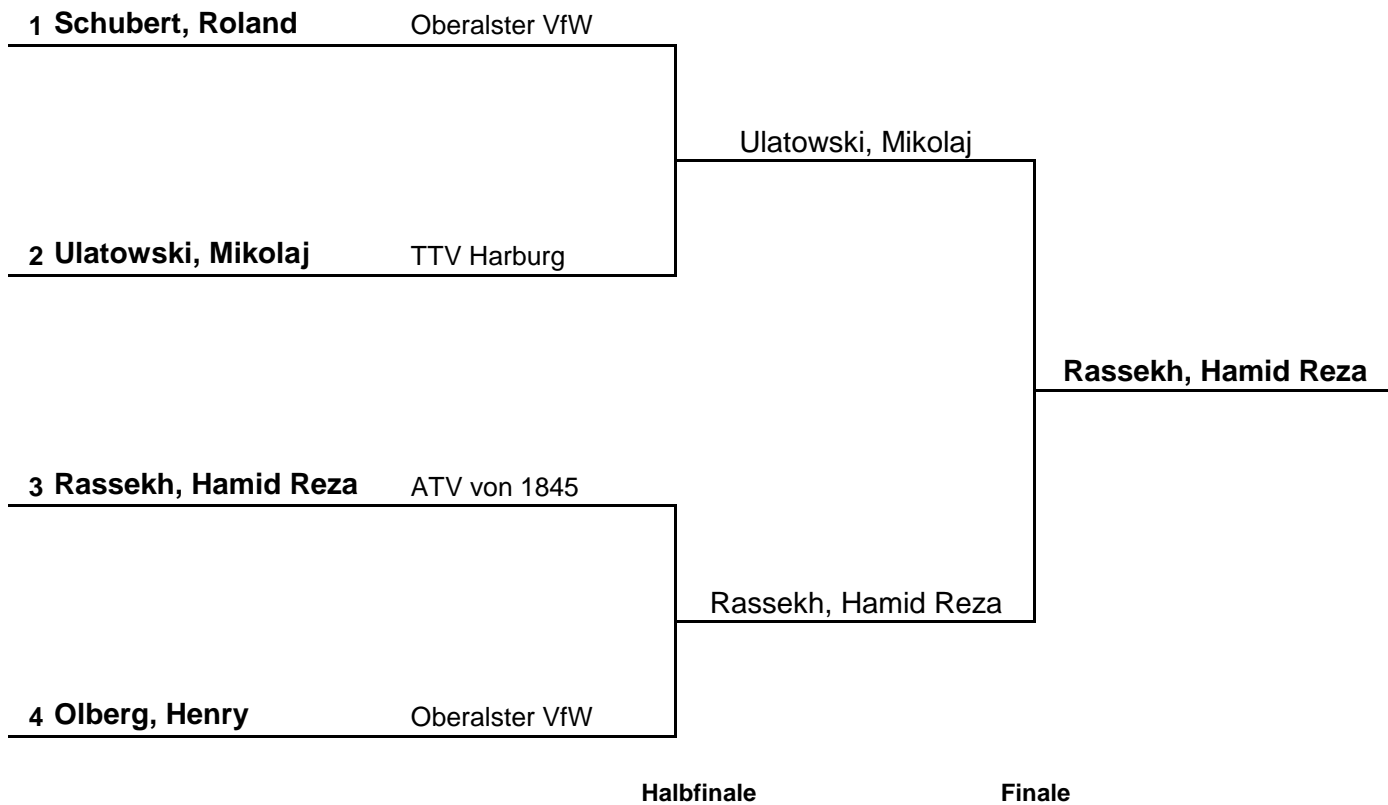 1 Schubert, Roland Oberalster VfW
Ulatowski, Mikolaj
2 Ulatowski, Mikolaj TTV Harburg
Rassekh, Hamid Reza
3 Rassekh, Hamid Reza ATV von 1845
Rassekh, Hamid Reza
4 Olberg, Henry Oberalster VfW
Halbfinale Finale